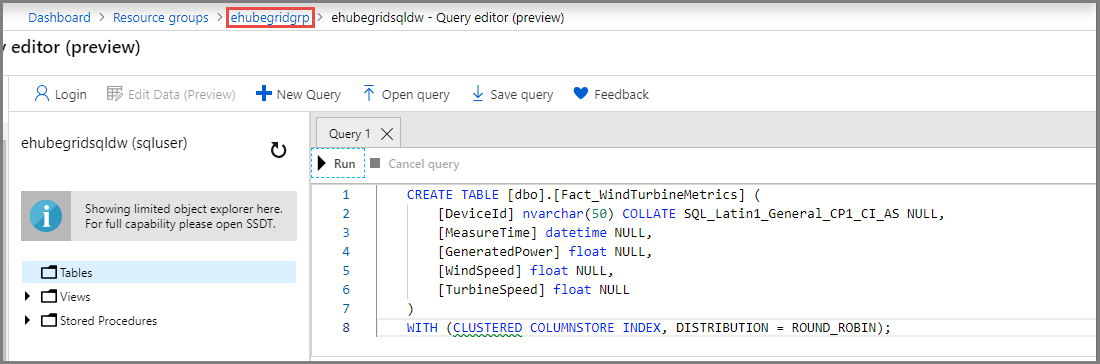 Dashboard > Resource groups > ehubegridgrp > ehubegridsqldw - Query editor (preview)
y editor (preview)
Login Edit Data (Preview) New Query Open query Save query Feedback
ehubegridsqldw (sqluser)
Showing limited object explorer here.
For full capability please open SSDT.
Tables
Views
Stored Procedures
Query 1
Run Cancel query
1 CREATE TABLE [dbo].[Fact_WindTurbineMetrics] (
2 [DeviceId] nvarchar(50) COLLATE SQL_Latin1_General_CP1_CI_AS NULL,
3 [MeasureTime] datetime NULL,
4 [GeneratedPower] float NULL,
5 [WindSpeed] float NULL,
6 [TurbineSpeed] float NULL
7 )
8 WITH (CLUSTERED COLUMNSTORE INDEX, DISTRIBUTION = ROUND_ROBIN);